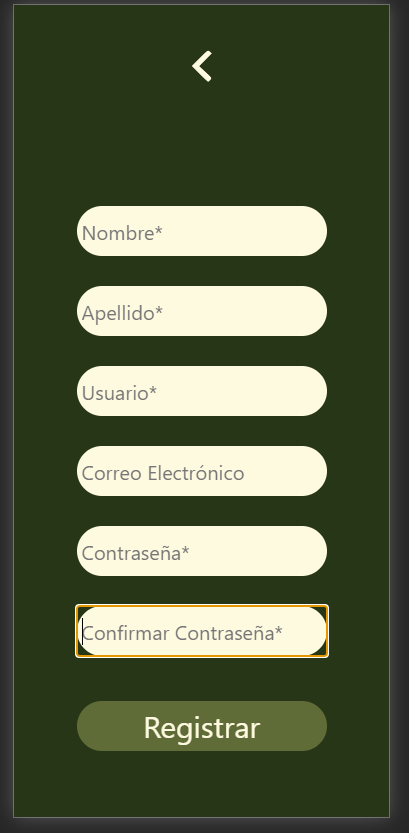 Nombre*
Apellido*
Usuario*
Correo Electrónico
Contraseña*
Confirmar Contraseña*
Registrar